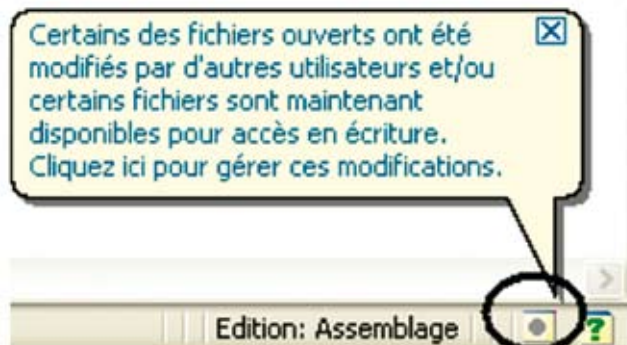 Certains des fichiers ouverts ont été
modifiés par d'autres utilisateurs et/ou
certains fichiers sont maintenant
disponibles pour accès en écriture.
Cliquez ici pour gérer ces modifications.
Edition: Assemblage
?